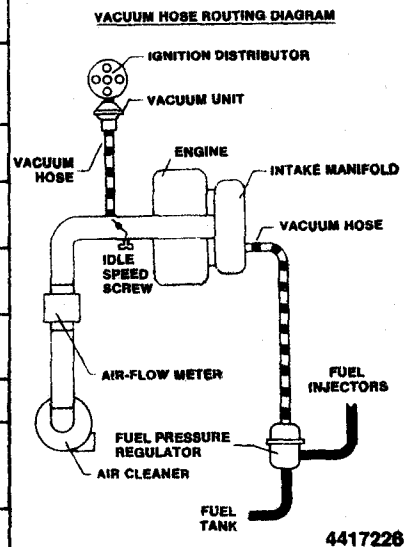 VACUUM HOSE ROUTING DIAGRAM
IGNITION DISTRIBUTOR
VACUUM UNIT
VACUUM
HOSE
ENGINE
INTAKE MANIFOLD
VACUUM HOSE
IDLE
SPEED
SCREW
AIR-FLOW METER
FUEL
INJECTORS
FUEL PRESSURE
REGULATOR
AIR CLEANER
FUEL
TANK
4417226